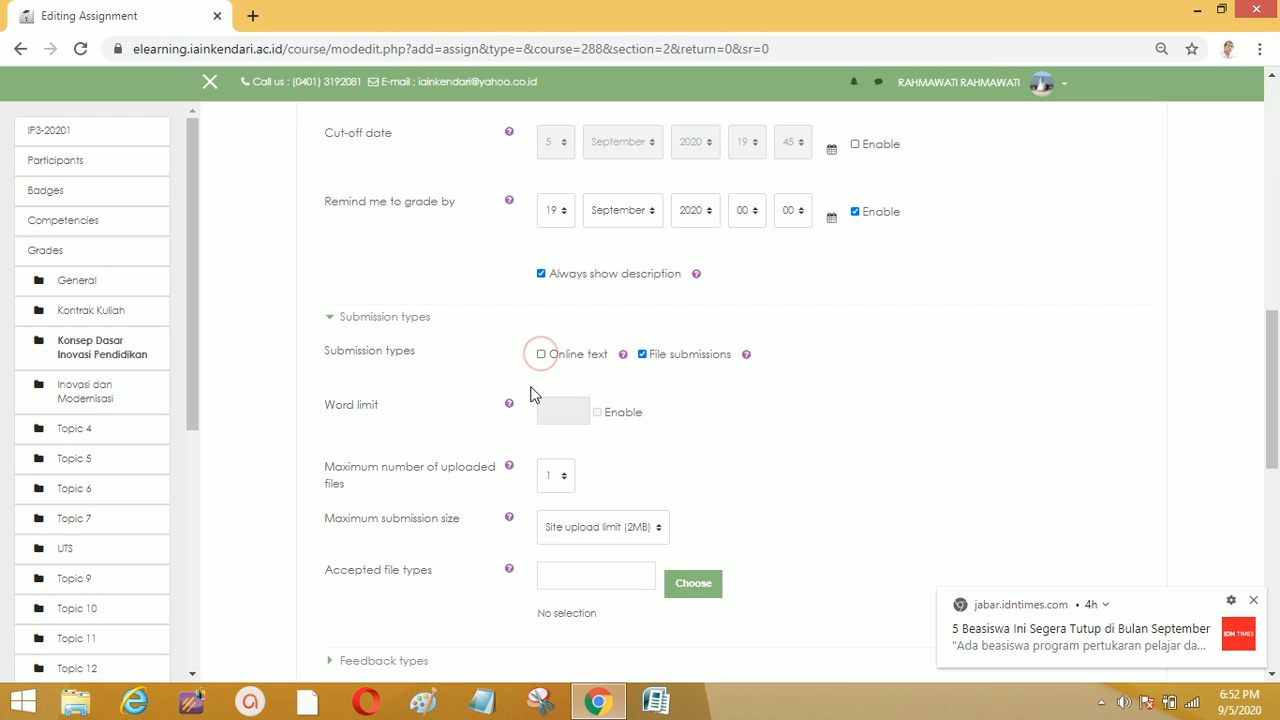 Editing Assignment
elearning.iainkendari.ac.id/course/modedit.php?add=assign&type=&course=288&section=2&return=0&sr=0
Call us : (0401) 3192081 E-mail : iainkendari@yahoo.co.id
RAHMAWATI RAHMAWATI
IP3-20201
Participants
Badges
Competencies
Grades
General
Kontrak Kuliah
Konsep Dasar
Inovasi Pendidikan
Inovasi dan
Modernisasi
Topic 4
Topic 5
Topic 6
Topic 7
UTS
Topic 9
Topic 10
Topic 11
Topic 12
Cut-off date
5 September 2020 19 45 Enable
Remind me to grade by
19 September 2020 00 00 Enable
Always show description
Submission types
Submission types
Online text File submissions
Word limit
Enable
Maximum number of uploaded
files
1
Maximum submission size
Site upload limit (2MB)
Accepted file types
Choose
No selection
Feedback types
jabar.idntimes.com • 4h
5 Beasiswa Ini Segera Tutup di Bulan September
"Ada beasiswa program pertukaran pelajar da...
IDN TIMES
6:52 PM
9/5/2020